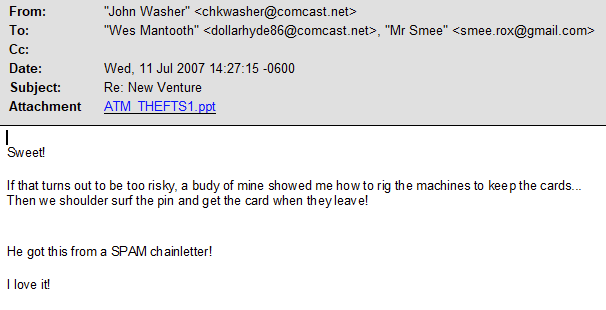 From: "John Washer" <chkwasher@comcast.net>
To: "Wes Mantooth" <dollarhyde86@comcast.net>, "Mr Smee" <smee.rox@gmail.com>
Cc:
Date: Wed, 11 Jul 2007 14:27:15 -0600
Subject: Re: New Venture
Attachment ATM_THEFTS1.ppt
Sweet!
If that turns out to be too risky, a budy of mine showed me how to rig the machines to keep the cards...
Then we shoulder surf the pin and get the card when they leave!
He got this from a SPAM chainletter!
I love it!